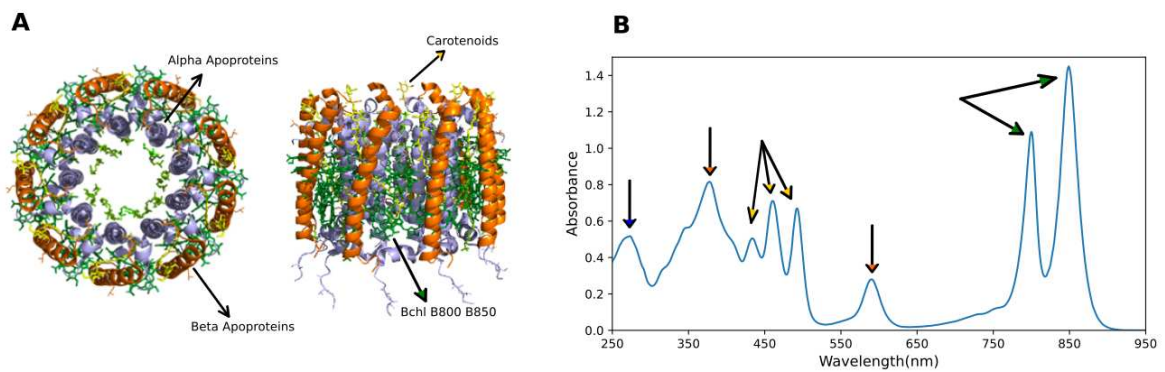 A
Alpha Apoproteins
Carotenoids
Beta Apoproteins
Bchl B800 B850
B
Absorbance
1.4
1.2
1.0
0.8
0.6
0.4
0.2
0.0
250 350 450 550 650 750 850 950
Wavelength(nm)